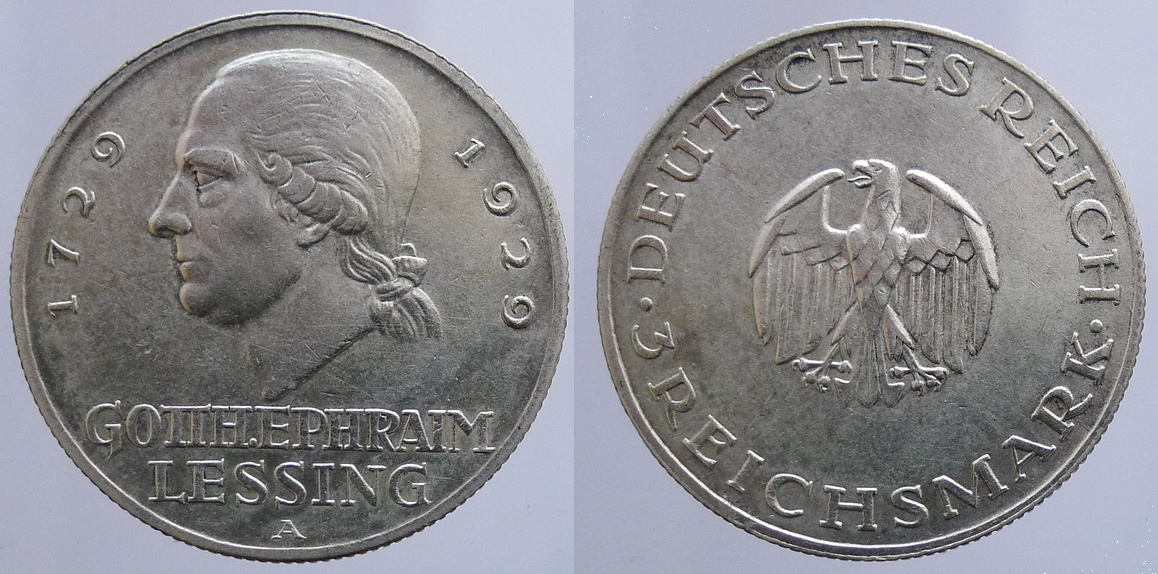 1729 1929
GOTTH.EPHRAIM
LESSING
A
DEUTSCHES REICH
· 3 REICHSMARK ·